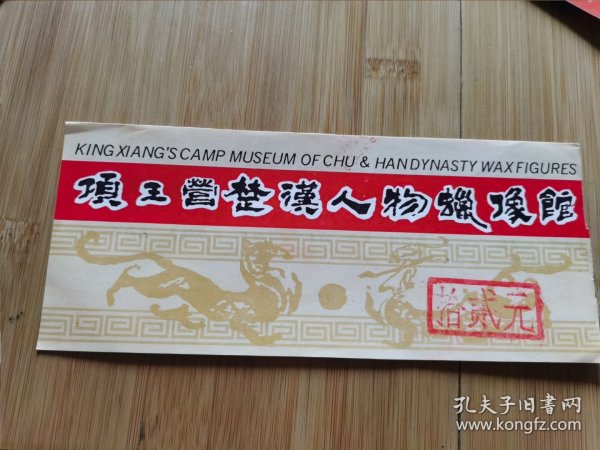 KING XIANG'S CAMP MUSEUM OF CHU & HAN DYNASTY WAX FIGURES
項王營楚漢人物蠟像館
拾贰元
孔夫子旧书网
www.kongfz.com